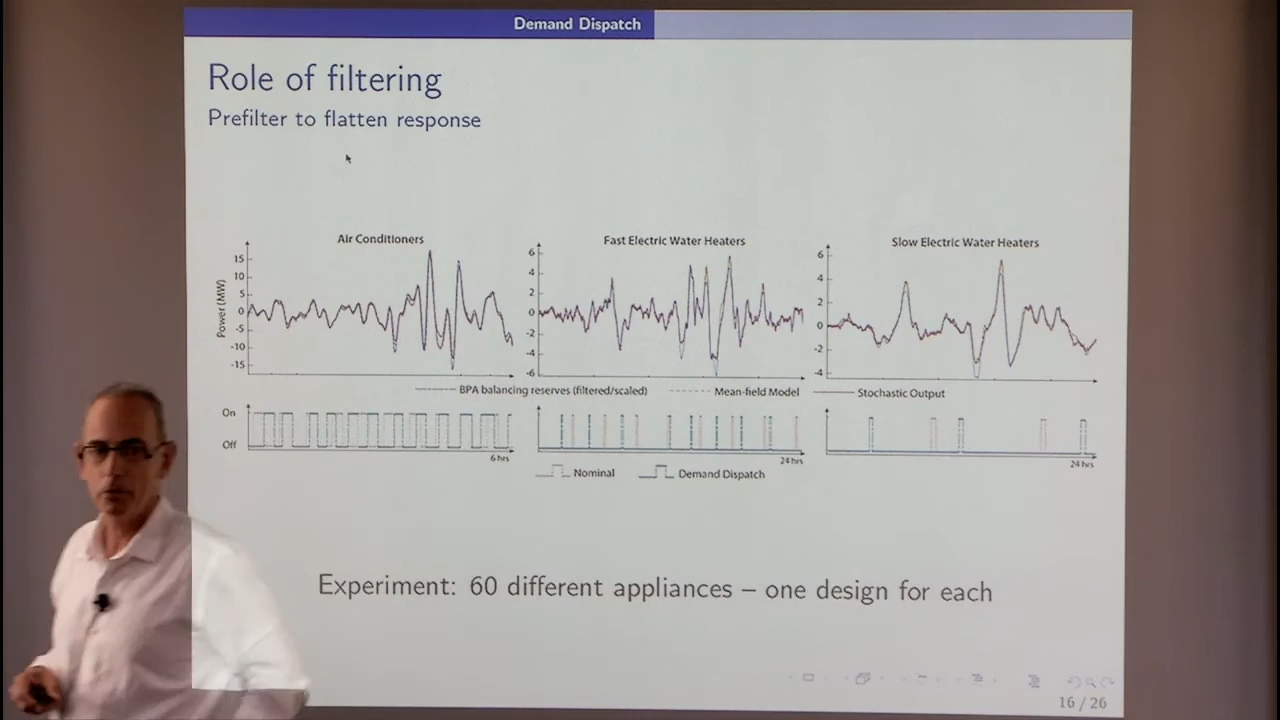 Demand Dispatch
Role of filtering
Prefilter to flatten response
Air Conditioners
Fast Electric Water Heaters
Slow Electric Water Heaters
Power (MW)
15
10
5
0
-5
-10
-15
6
4
2
0
-2
-4
-6
6
4
2
0
-2
-4
BPA balancing reserves (filtered/scaled)
Mean-field Model
Stochastic Output
On
Off
6 hrs
24 hrs
24 hrs
Nominal
Demand Dispatch
Experiment: 60 different appliances – one design for each
16 / 26